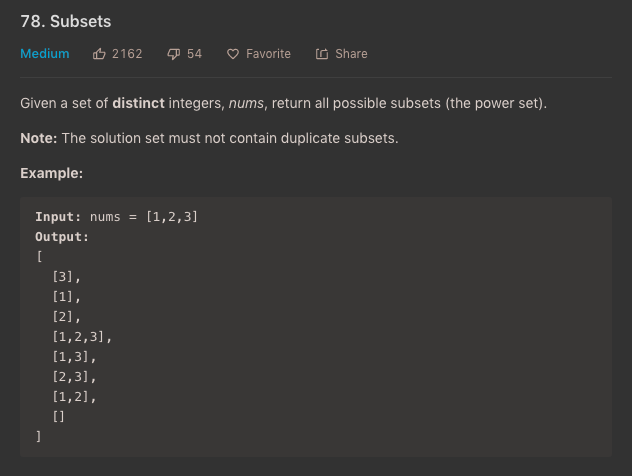 78. Subsets
Medium 2162 54 Favorite Share
Given a set of distinct integers, nums, return all possible subsets (the power set).
Note: The solution set must not contain duplicate subsets.
Example:
Input: nums = [1,2,3]
Output:
[
  [3],
  [1],
  [2],
  [1,2,3],
  [1,3],
  [2,3],
  [1,2],
  []
]